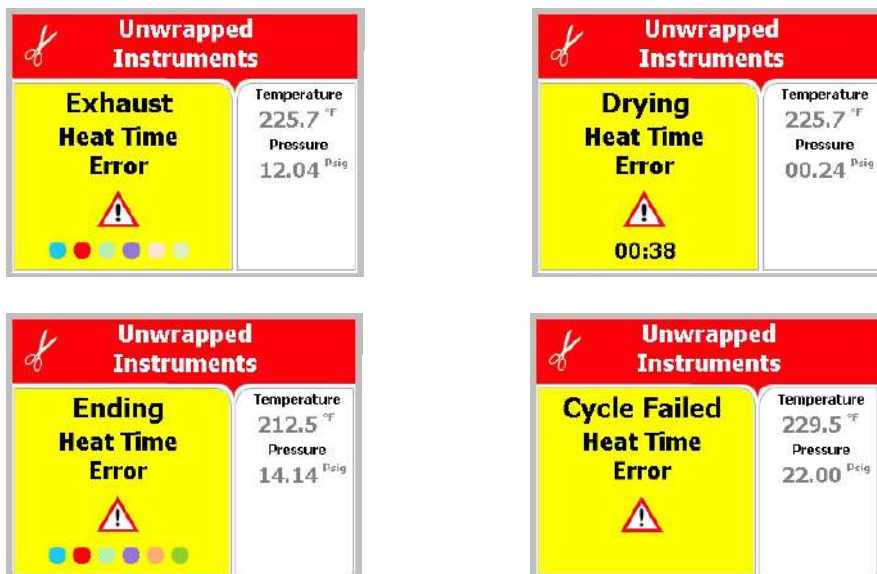 Unwrapped
Instruments
Exhaust
Heat Time
Error
Temperature
225.7 °F
Pressure
12.04 Psig
Unwrapped
Instruments
Drying
Heat Time
Error
00:38
Temperature
225.7 °F
Pressure
00.24 Psig
Unwrapped
Instruments
Ending
Heat Time
Error
Temperature
212.5 °F
Pressure
14.14 Psig
Unwrapped
Instruments
Cycle Failed
Heat Time
Error
Temperature
229.5 °F
Pressure
22.00 Psig